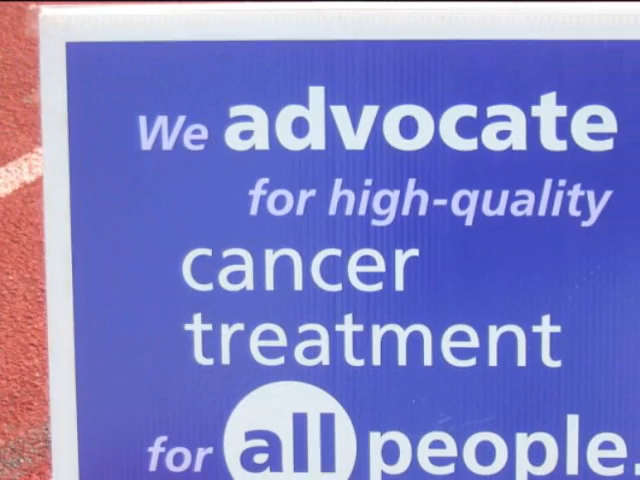 We advocate
for high-quality
cancer
treatment
for all people.